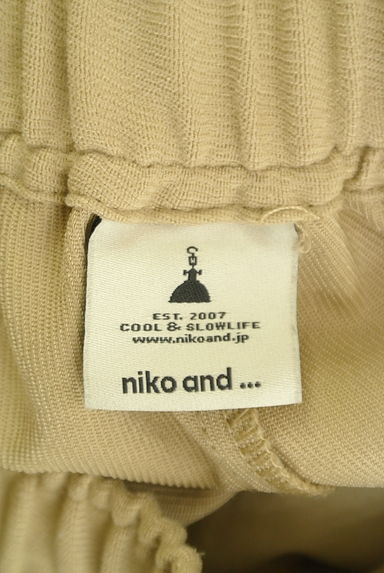 EST. 2007
COOL & SLOWLIFE
www.nikoand.jp
niko and ...